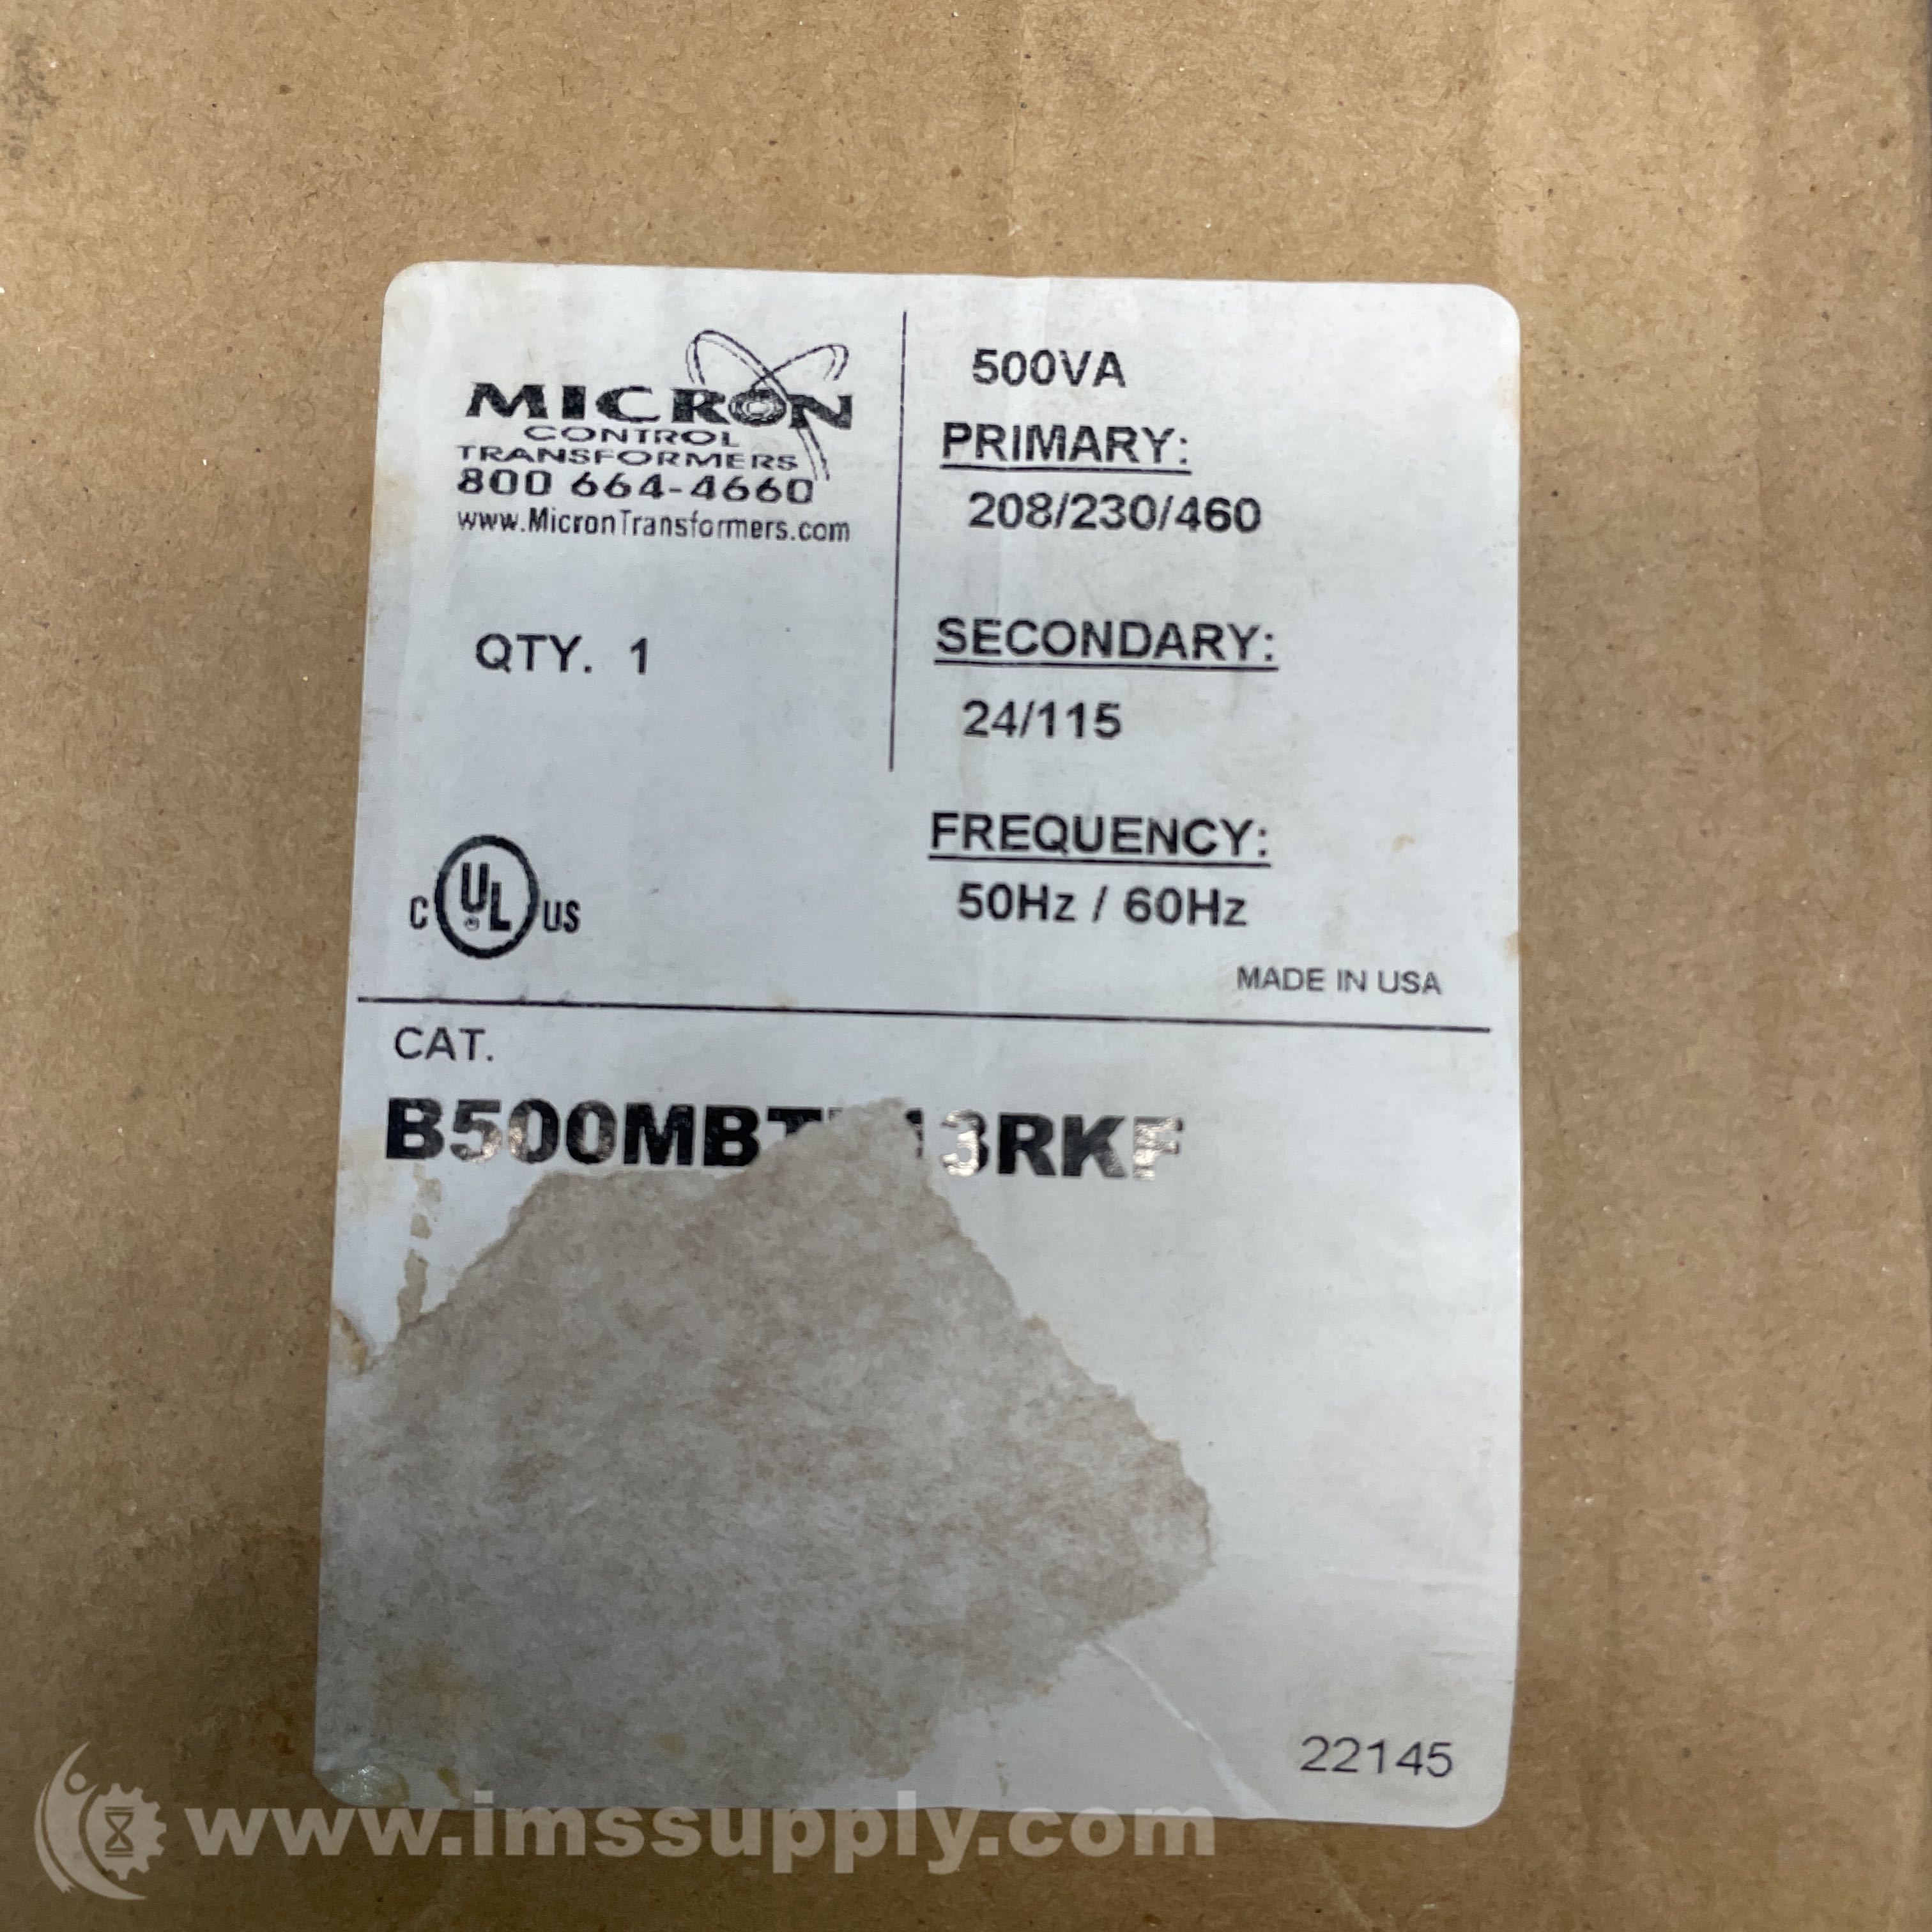 MICRON
CONTROL
TRANSFORMERS
800 664-4660
www.MicronTransformers.com
QTY. 1
500VA
PRIMARY:
208/230/460
SECONDARY:
24/115
FREQUENCY:
50Hz / 60Hz
C UL US
MADE IN USA
CAT.
22145
www.imssupply.com